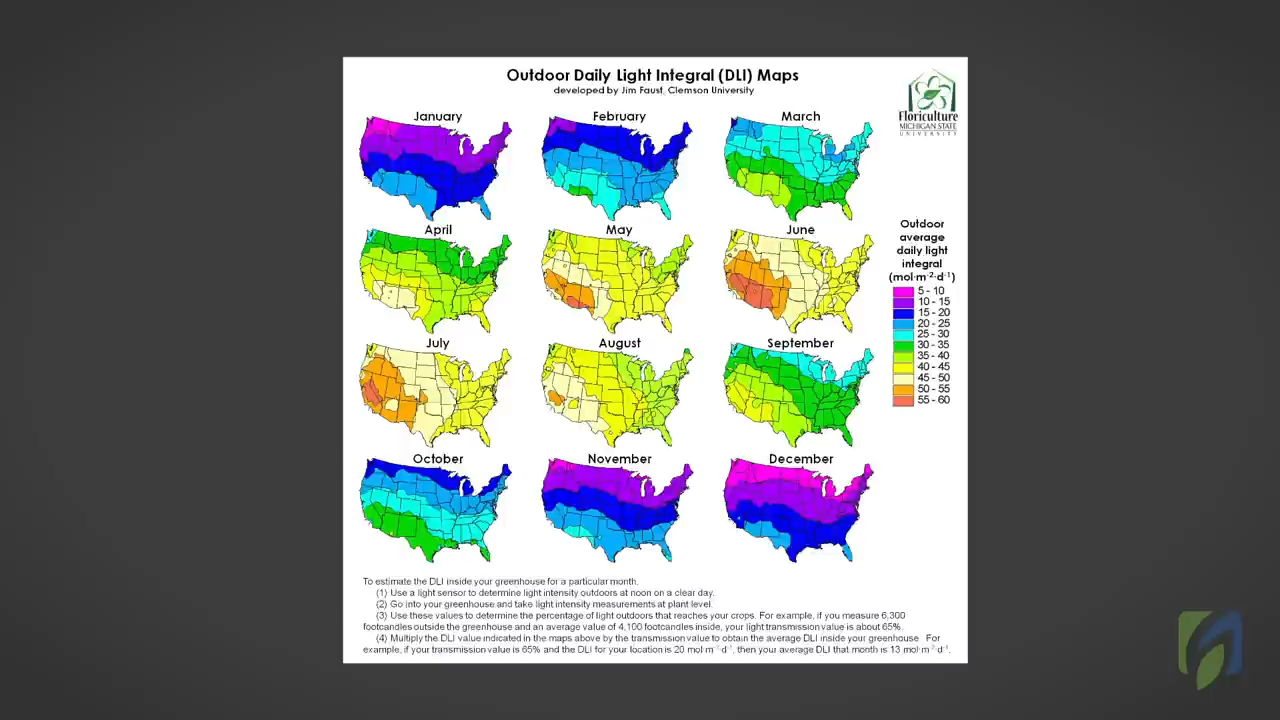 Outdoor Daily Light Integral (DLI) Maps
developed by Jim Faust, Clemson University
Floriculture
MICHIGAN STATE
UNIVERSITY
January
February
March
April
May
June
July
August
September
October
November
December
Outdoor
average
daily light
integral
(mol·m⁻²·d⁻¹)
5 - 10
10 - 15
15 - 20
20 - 25
25 - 30
30 - 35
35 - 40
40 - 45
45 - 50
50 - 55
55 - 60
To estimate the DLI inside your greenhouse for a particular month,
(1) Use a light sensor to determine light intensity outdoors at noon on a clear day.
(2) Go into your greenhouse and take light intensity measurements at plant level.
(3) Use these values to determine the percentage of light outdoors that reaches your crops. For example, if you measure 6,300
footcandles outside the greenhouse and an average value of 4,100 footcandles inside, your light transmission value is about 65%.
(4) Multiply the DLI value indicated in the maps above by the transmission value to obtain the average DLI inside your greenhouse For
example, if your transmission value is 65% and the DLI for your location is 20 mol·m⁻²·d⁻¹, then your average DLI that month is 13 mol·m⁻²·d⁻¹.